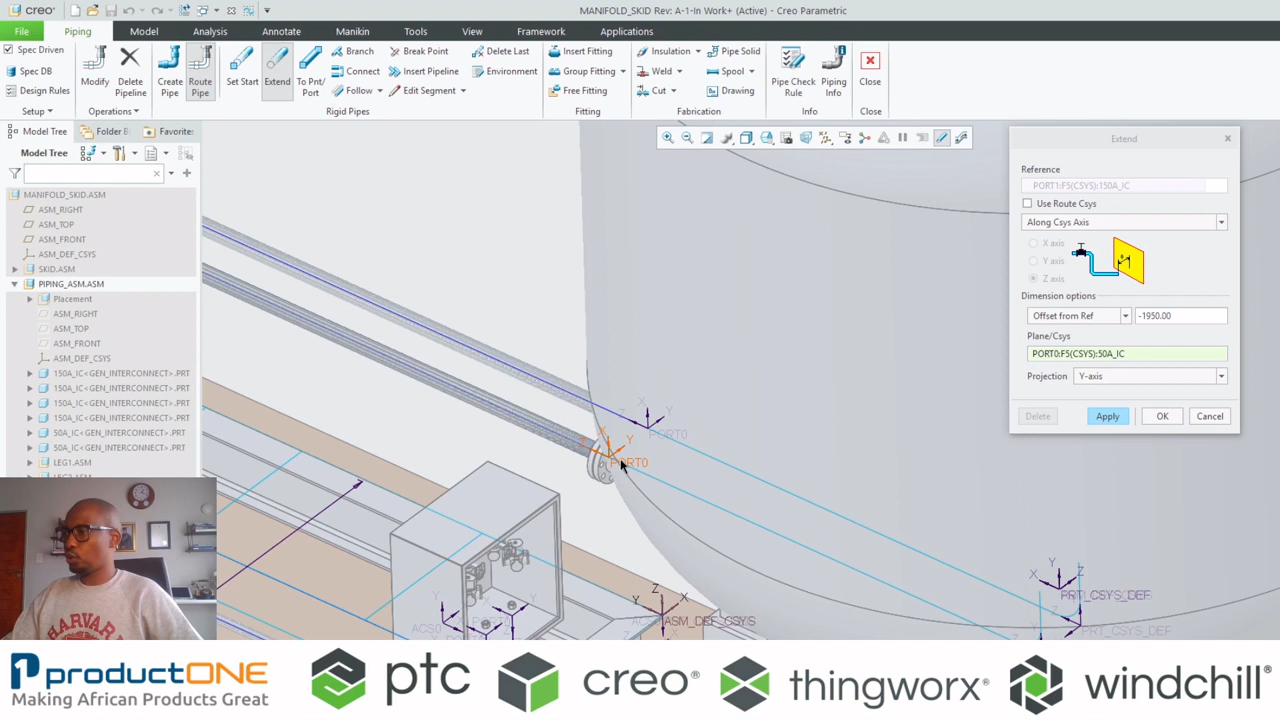 creo°
MANIFOLD_SKID Rev: A-1-In Work+ (Active) - Creo Parametric
File Piping Model Analysis Annotate Manikin Tools View Framework Applications
Spec Driven
Spec DB
Design Rules
Setup
Modify
Delete Pipeline
Operations
Create Pipe
Route Pipe
Set Start
Extend
To Pnt/ Port
Branch
Connect
Follow
Break Point
Insert Pipeline
Edit Segment
Delete Last
Environment
Rigid Pipes
Insert Fitting
Group Fitting
Free Fitting
Fitting
Insulation
Weld
Cut
Pipe Solid
Spool
Drawing
Fabrication
Pipe Check Rule
Piping Info
Info
Close
Close
Model Tree Folder B Favorite:
Model Tree
MANIFOLD_SKID.ASM
ASM_RIGHT
ASM_TOP
ASM_FRONT
ASM_DEF_CSYS
SKID.ASM
PIPING_ASM.ASM
Placement
ASM_RIGHT
ASM_TOP
ASM_FRONT
ASM_DEF_CSYS
150A_IC<GEN_INTERCONNECT>.PRT
150A_IC<GEN_INTERCONNECT>.PRT
150A_IC<GEN_INTERCONNECT>.PRT
150A_IC<GEN_INTERCONNECT>.PRT
50A_IC<GEN_INTERCONNECT>.PRT
50A_IC<GEN_INTERCONNECT>.PRT
LEG1.ASM
Extend
Reference
PORT1:F5(CSYS):150A_IC
Use Route Csys
Along Csys Axis
X axis
Y axis
Z axis
Dimension options
Offset from Ref -1950.00
Plane/Csys
PORT0:F5(CSYS):50A_IC
Projection Y-axis
Delete Apply OK Cancel
X Y
Z
PORT0
Y
PORT0
X Z
PRT_CSYS_DEF
PRT_CSYS_DEF
Z
Y X
ASM_DEF_CSYS
ACS0
HARVARD
productONE
Making African Products Great
ptc
creo®
thingworx®
windchill®